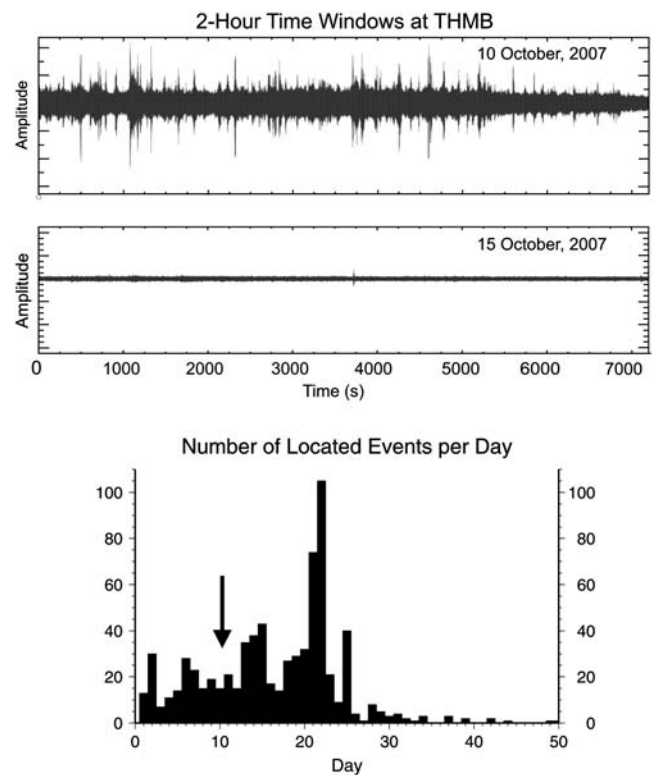 2-Hour Time Windows at THMB
10 October, 2007
Amplitude
15 October, 2007
Amplitude
0 1000 2000 3000 4000 5000 6000 7000
Time (s)
Number of Located Events per Day
100 100
80 80
60 60
40 40
20 20
0 0
0 10 20 30 40 50
Day